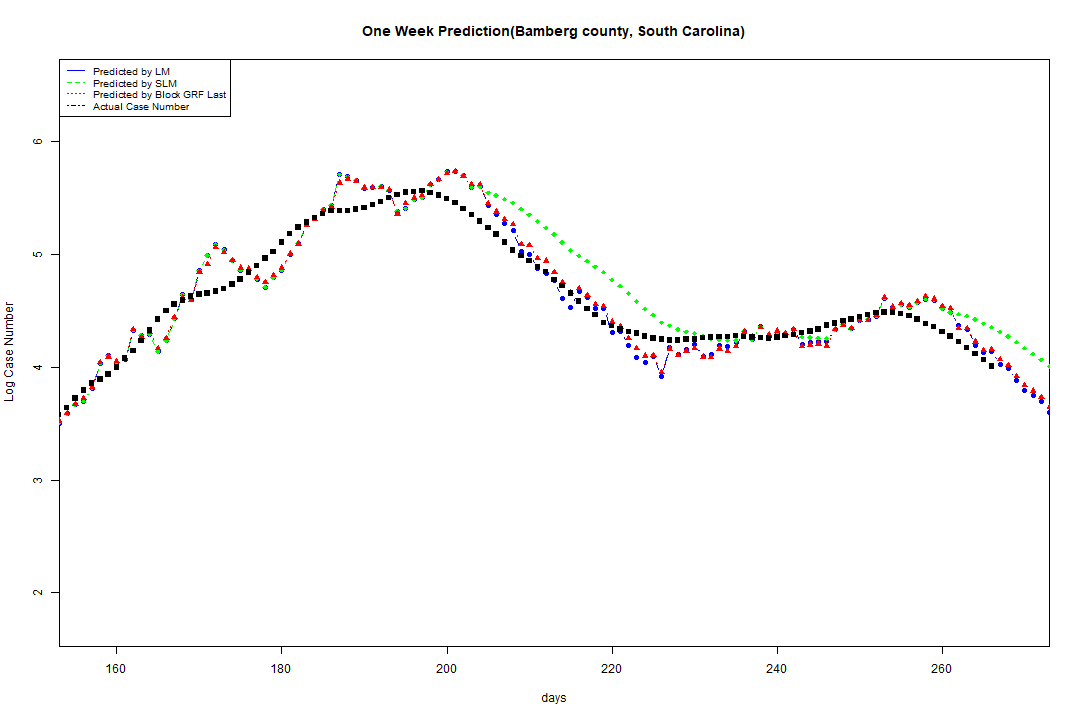 One Week Prediction(Bamberg county, South Carolina)
Predicted by LM
Predicted by SLM
Predicted by Block GRF Last
Actual Case Number
6
5
4
3
2
Log Case Number
160 180 200 220 240 260
days